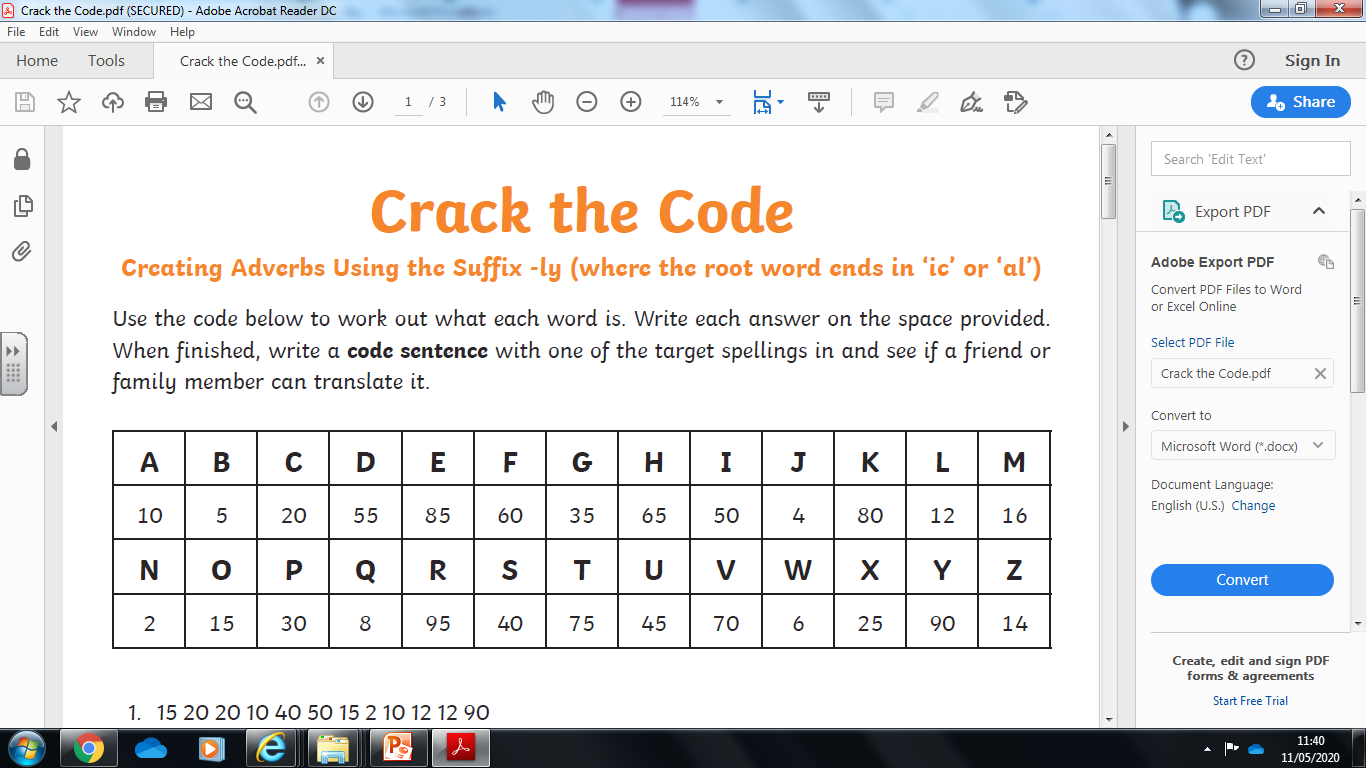 Crack the Code.pdf (SECURED) - Adobe Acrobat Reader DC
File Edit View Window Help
Home Tools Crack the Code.pdf... × ? Sign In
1 / 3 114% Share
Crack the Code
Creating Adverbs Using the Suffix -ly (where the root word ends in ‘ic’ or ‘al’)
Use the code below to work out what each word is. Write each answer on the space provided.
When finished, write a code sentence with one of the target spellings in and see if a friend or
family member can translate it.
A B C D E F G H I J K L M
10 5 20 55 85 60 35 65 50 4 80 12 16
N O P Q R S T U V W X Y Z
2 15 30 8 95 40 75 45 70 6 25 90 14
1. 15 20 20 10 40 50 15 2 10 12 12 90
Search 'Edit Text'
Export PDF
Adobe Export PDF
Convert PDF Files to Word
or Excel Online
Select PDF File
Crack the Code.pdf
Convert to
Microsoft Word (*.docx)
Document Language:
English (U.S.) Change
Convert
Create, edit and sign PDF
forms & agreements
Start Free Trial
11:40
11/05/2020